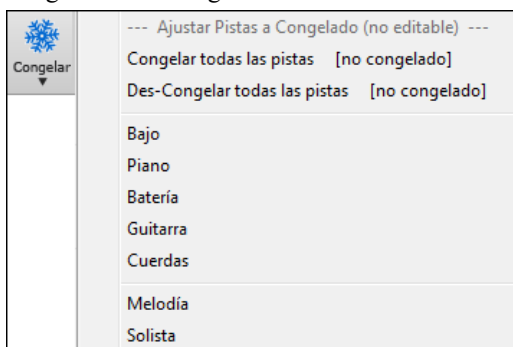 Congelar
▼
--- Ajustar Pistas a Congelado (no editable) ---
Congelar todas las pistas [no congelado]
Des-Congelar todas las pistas [no congelado]
Bajo
Piano
Batería
Guitarra
Cuerdas
Melodía
Solista